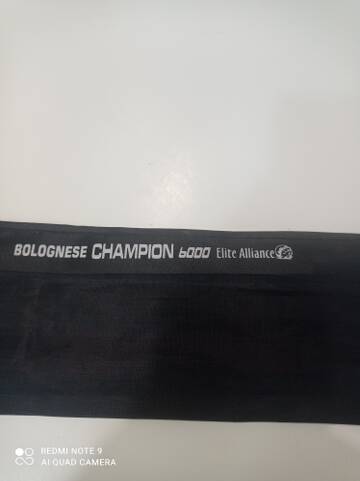 BOLOGNESE CHAMPION 6000 Elite Alliance
REDMI NOTE 9
AI QUAD CAMERA